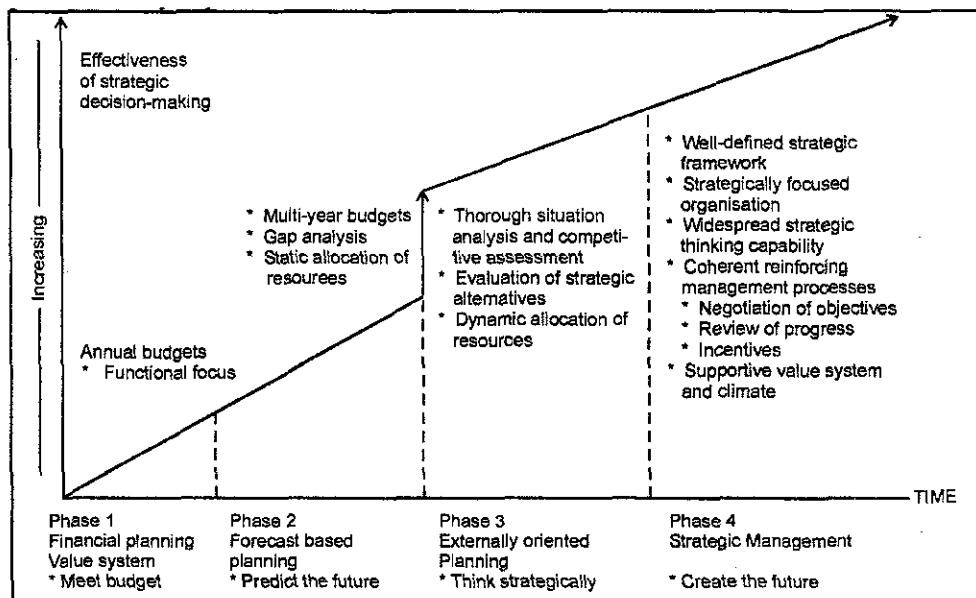 Effectiveness
of strategic
decision-making
Increasing
Annual budgets
* Functional focus
* Multi-year budgets
* Gap analysis
* Static allocation of
resourees
* Thorough situation
analysis and competi-
tive assessment
* Evaluation of strategic
alternatives
* Dynamic allocation of
resources
* Well-defined strategic
framework
* Strategically focused
organisation
* Widespread strategic
thinking capability
* Coherent reinforcing
management processes
* Negotiation of objectives
* Review of progress
* Incentives
* Supportive value system
and climate
TIME
Phase 1
Financial planning
Value system
* Meet budget
Phase 2
Forecast based
planning
* Predict the future
Phase 3
Externally oriented
Planning
* Think strategically
Phase 4
Strategic Management
* Create the future